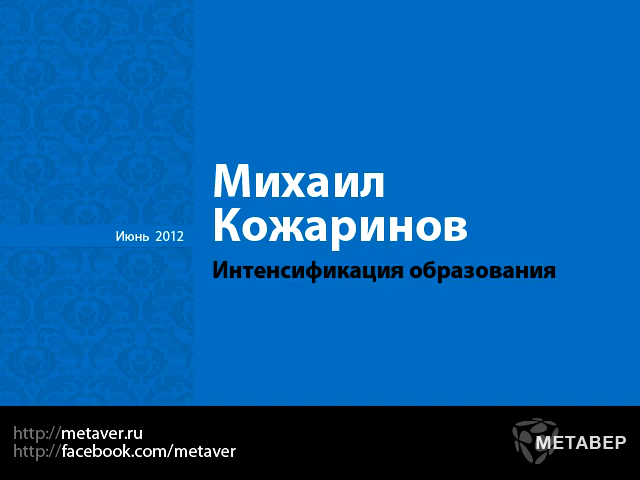 Михаил
Кожаринов
Июнь 2012
Интенсификация образования
http://metaver.ru
http://facebook.com/metaver
МЕТАВЕР